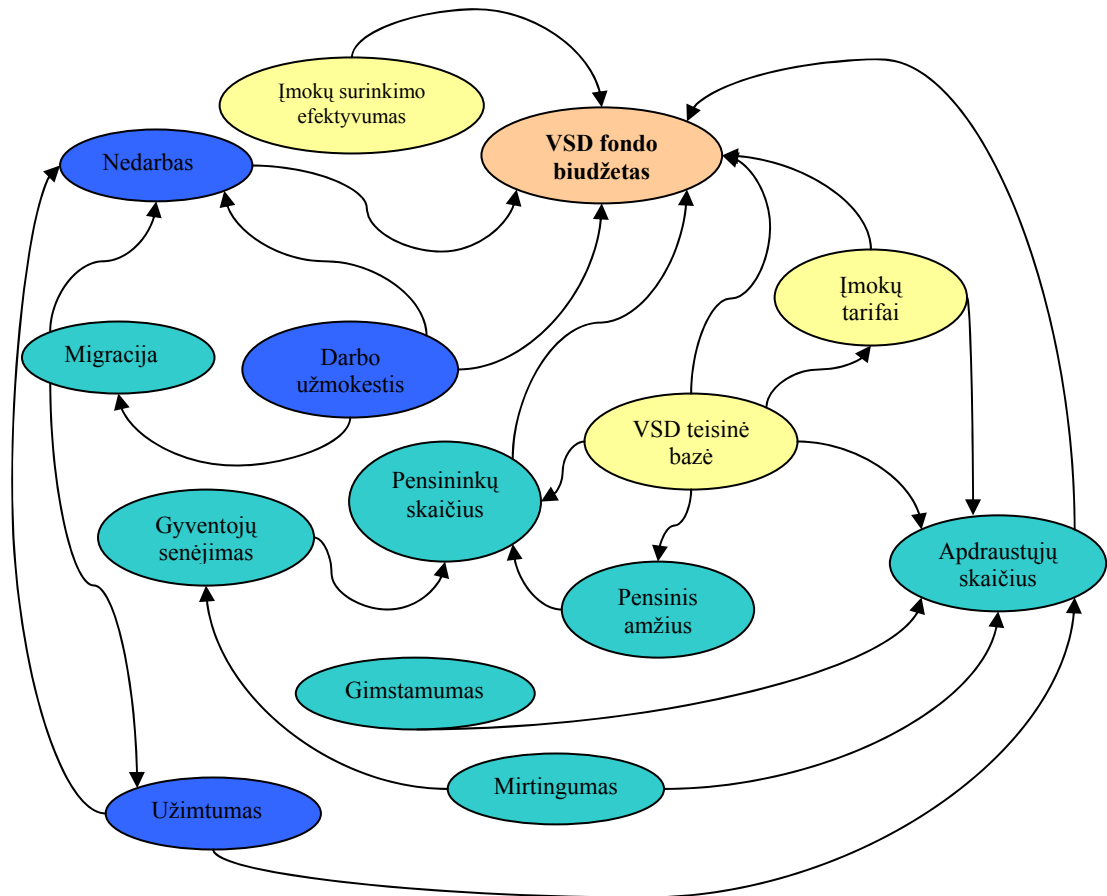 Įmokų surinkimo
efektyvumas
VSD fondo
biudžetas
Nedarbas
Įmokų
tarifai
Migracija
Darbo
užmokestis
VSD teisinė
bazė
Pensininkų
skaičius
Gyventojų
senėjimas
Apdraustųjų
skaičius
Pensinis
amžius
Gimstamumas
Mirtingumas
Užimtumas